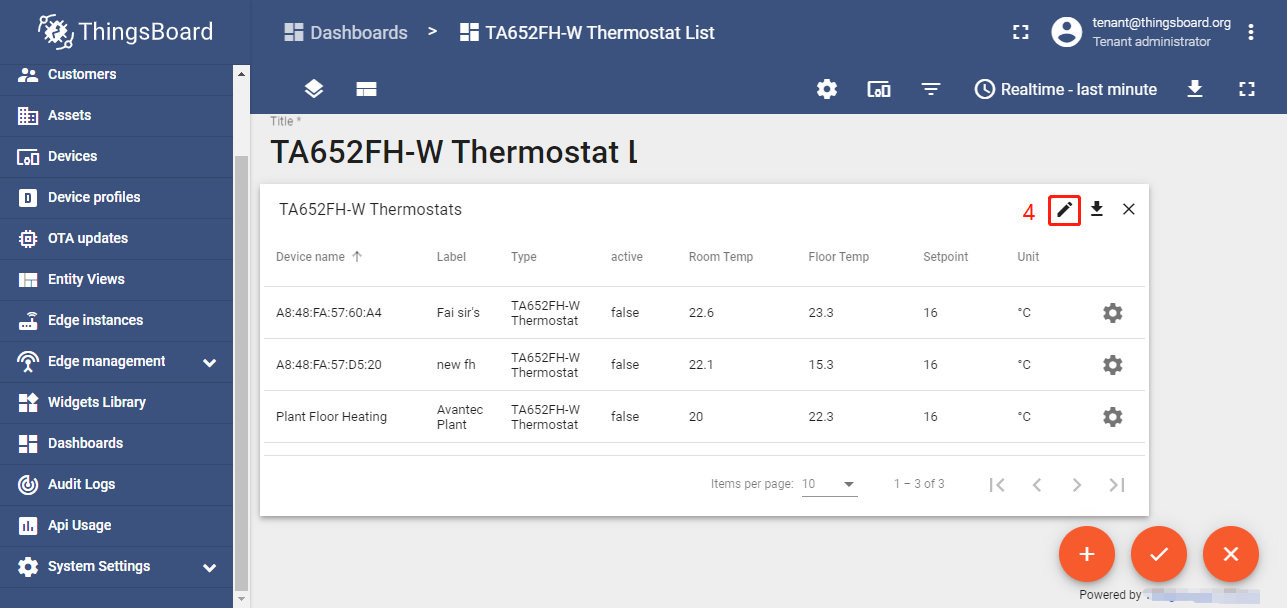 ThingsBoard
Customers
Assets
Devices
Device profiles
OTA updates
Entity Views
Edge instances
Edge management
Widgets Library
Dashboards
Audit Logs
Api Usage
System Settings
Dashboards > TA652FH-W Thermostat List
tenant@thingsboard.org
Tenant administrator
Realtime - last minute
Title *
TA652FH-W Thermostat L
TA652FH-W Thermostats
4
Device name Label Type active Room Temp Floor Temp Setpoint Unit
A8:48:FA:57:60:A4 Fai sir's TA652FH-W Thermostat false 22.6 23.3 16 °C
A8:48:FA:57:D5:20 new fh TA652FH-W Thermostat false 22.1 15.3 16 °C
Plant Floor Heating Avantec Plant TA652FH-W Thermostat false 20 22.3 16 °C
Items per page: 10 1 – 3 of 3
Powered by